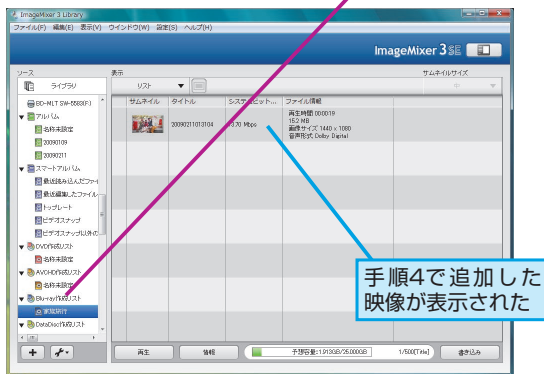 ImageMixer 3 Library
ファイル(F) 編集(E) 表示(V) ウインドウ(W) 設定(S) ヘルプ(H)
ImageMixer 3 SE
ソース
表示
サムネイルサイズ
ライブラリ
リスト
BD-MLT SW-5583(F:)
アルバム
名称未設定
20090109
20090211
スマートアルバム
最近読み込んだファイ
最近編集したファイル
トップレート
ビデオスナップ
ビデオスナップ以外の
DVD作成リスト
名称未設定
AVCHD作成リスト
名称未設定
Blu-ray作成リスト
家族旅行
DataDisc作成リスト
サムネイル タイトル システムビット... ファイル情報
20090211013104
3.70 Mbps
再生時間 00:00:19
15.2 MB
画像サイズ 1440 x 1080
音声形式 Dolby Digital
手順4で追加した
映像が表示された
再生
情報
予想容量:1.913GB/25.000GB
1/500[Title]
書き込み